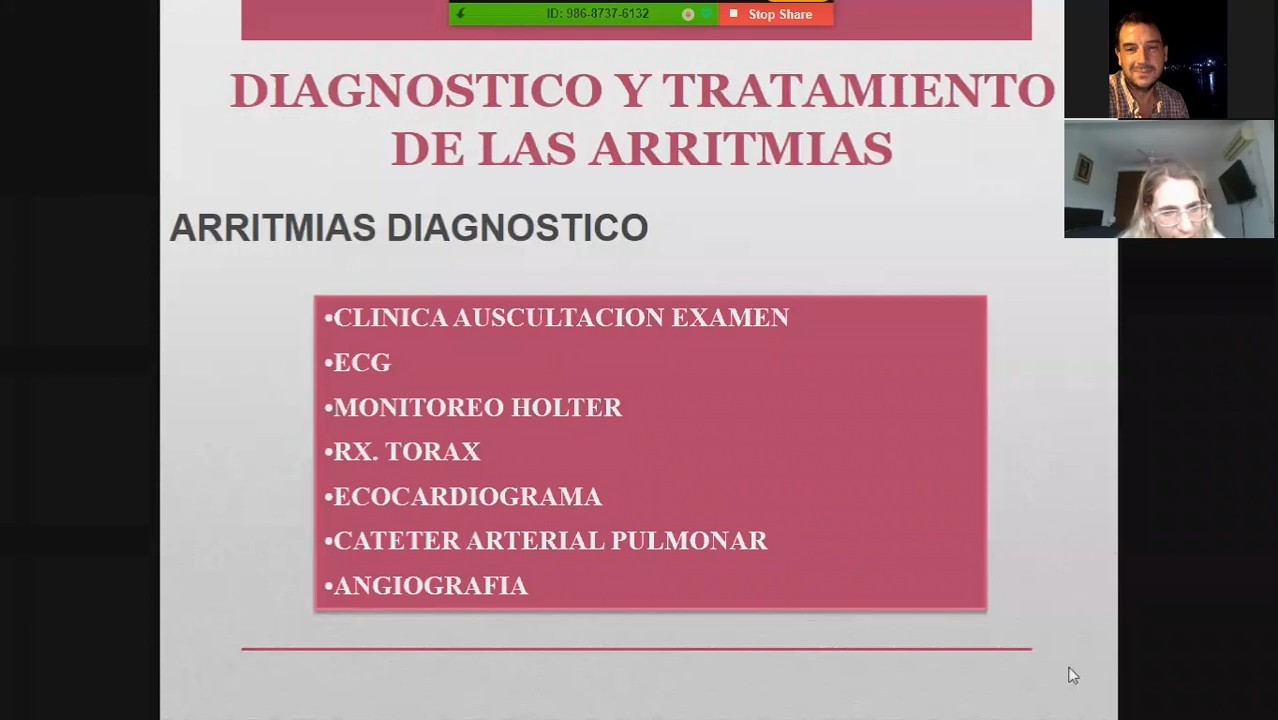 ID: 986-8737-6132
Stop Share
DIAGNOSTICO Y TRATAMIENTO
DE LAS ARRITMIAS
ARRITMIAS DIAGNOSTICO
•CLINICA AUSCULTACION EXAMEN
•ECG
•MONITOREO HOLTER
•RX. TORAX
•ECOCARDIOGRAMA
•CATETER ARTERIAL PULMONAR
•ANGIOGRAFIA